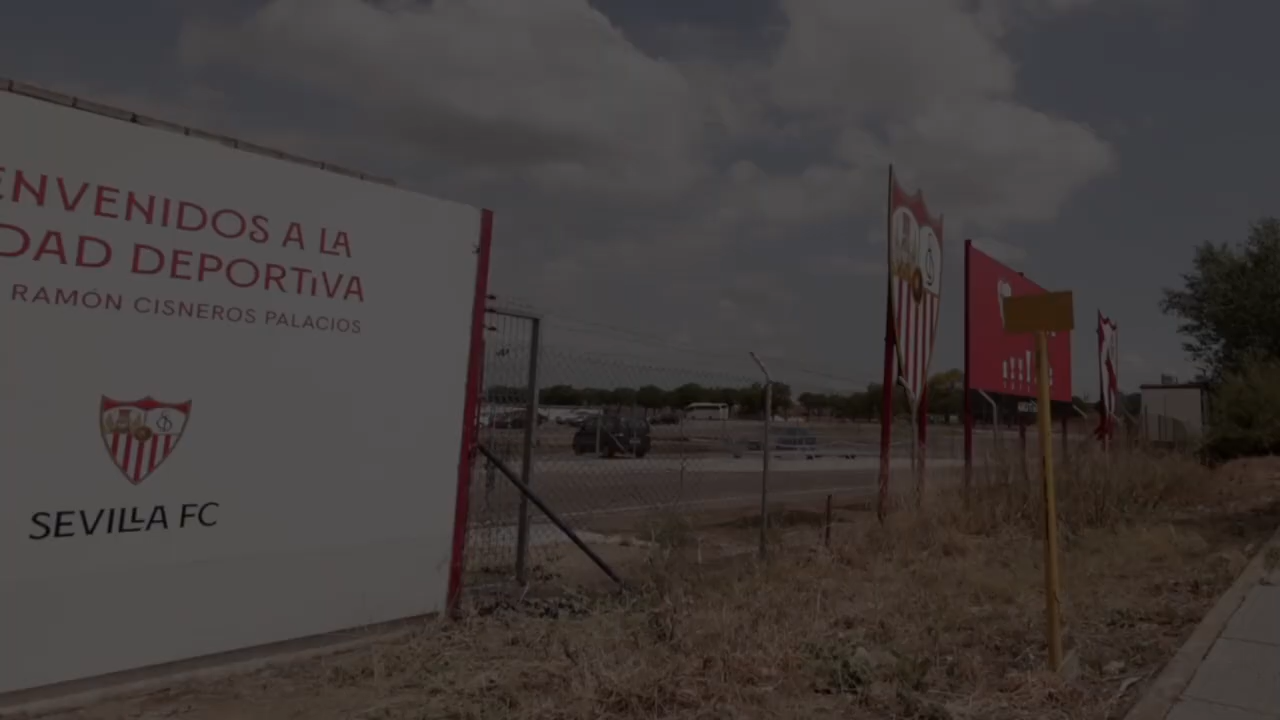 ENVENIDOS A LA
DAD DEPORTIVA
RAMÓN CISNEROS PALACIOS
SEVILLA FC